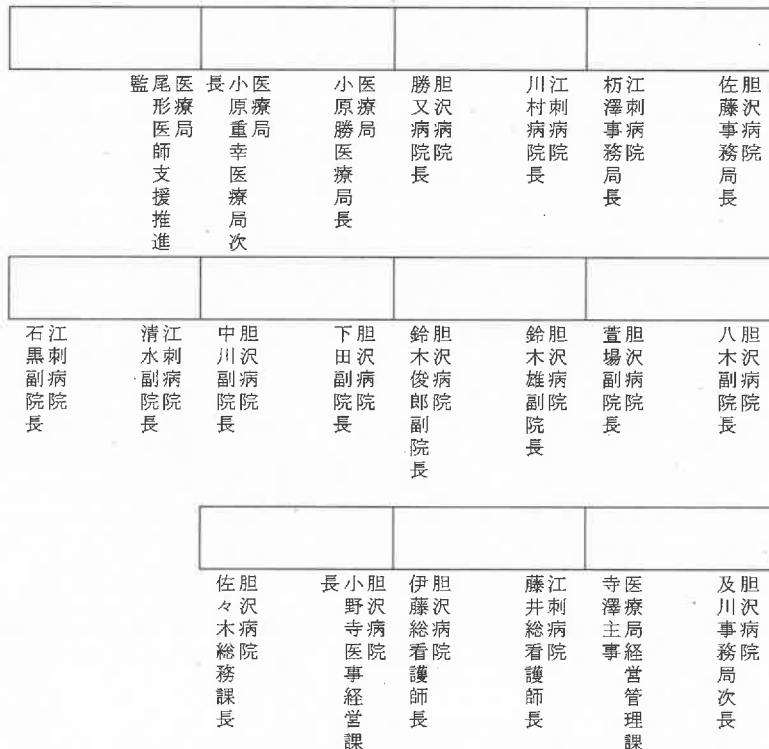 胆沢病院
佐藤事務局長
江刺病院
杤澤事務局長
江刺病院
川村病院長
胆沢病院
勝又病院長
医療局
小原勝医療局長
医療局
小原重幸医療局次
長
医療局
尾形医師支援推進
監
胆沢病院
八木副院長
胆沢病院
萱場副院長
胆沢病院
鈴木雄副院長
胆沢病院
鈴木俊郎副院長
胆沢病院
下田副院長
胆沢病院
中川副院長
江刺病院
清水副院長
江刺病院
石黒副院長
胆沢病院
及川事務局次長
医療局経営管理課
寺澤主事
江刺病院
藤井総看護師長
胆沢病院
伊藤総看護師長
胆沢病院
小野寺医事経営課
長
胆沢病院
佐々木総務課長